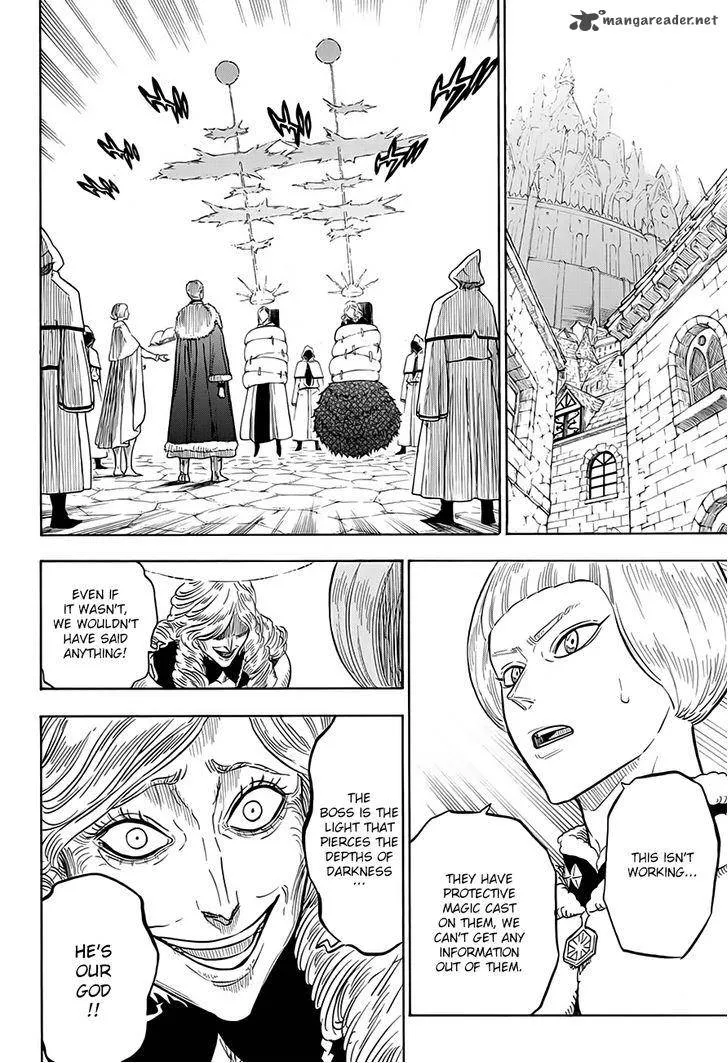 mangareader.net
THIS ISN'T
WORKING...
THEY HAVE
PROTECTIVE
MAGIC CAST
ON THEM, WE
CAN'T GET ANY
INFORMATION
OUT OF THEM.
EVEN IF
IT WASN'T,
WE WOULDN'T
HAVE SAID
ANYTHING!
THE
BOSS IS THE
LIGHT THAT
PIERCES THE
DEPTHS OF
DARKNESS
...
HE'S
OUR
GOD
!!